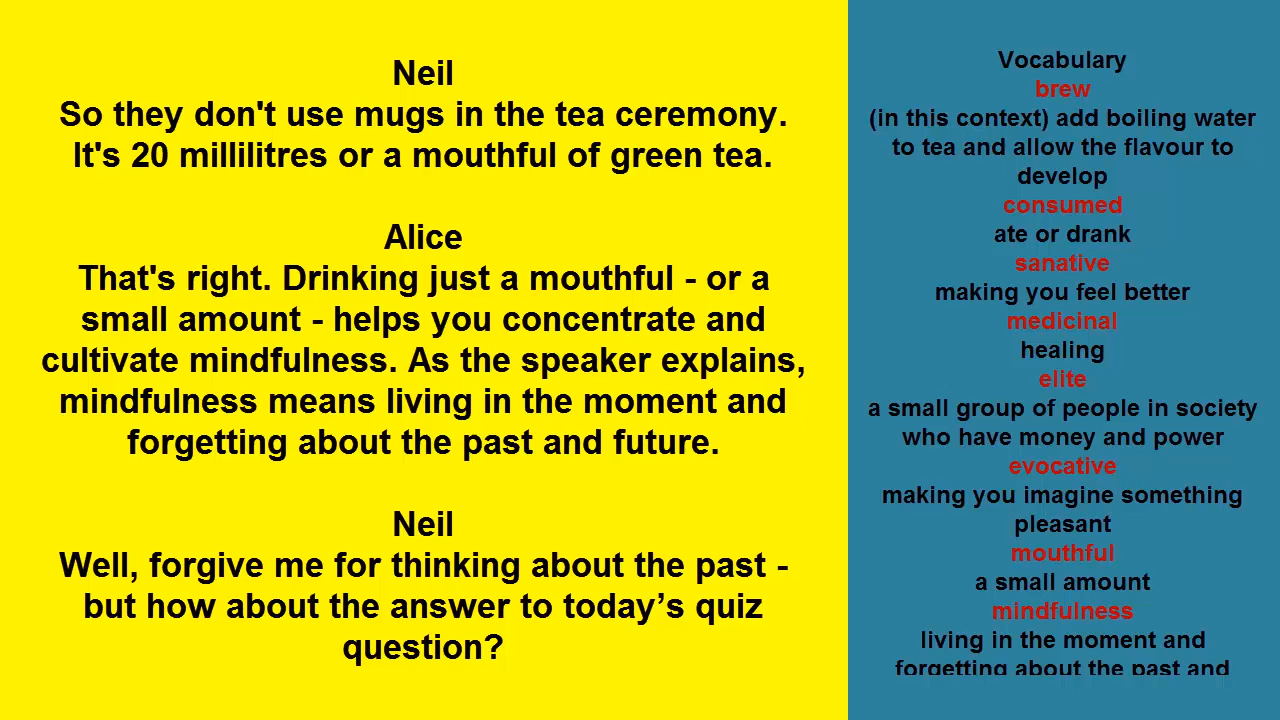 Neil
So they don't use mugs in the tea ceremony.
It's 20 millilitres or a mouthful of green tea.
Alice
That's right. Drinking just a mouthful - or a
small amount - helps you concentrate and
cultivate mindfulness. As the speaker explains,
mindfulness means living in the moment and
forgetting about the past and future.
Neil
Well, forgive me for thinking about the past -
but how about the answer to today’s quiz
question?
Vocabulary
brew
(in this context) add boiling water
to tea and allow the flavour to
develop
consumed
ate or drank
sanative
making you feel better
medicinal
healing
elite
a small group of people in society
who have money and power
evocative
making you imagine something
pleasant
mouthful
a small amount
mindfulness
living in the moment and
forgetting about the past and